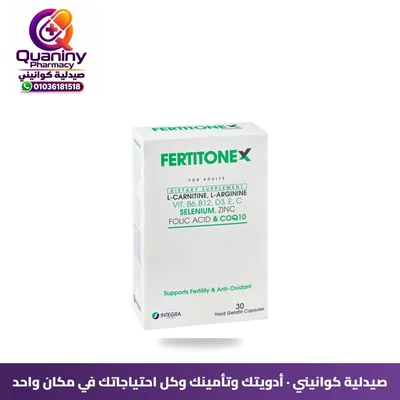 Quaniny
Pharmacy
صيدلية كوانيني
01036181518
FERTITONEX
FOR ADULTS
DIETARY SUPPLEMENT
L-CARNITINE, L-ARGININE
VIT. B6, B12, D3, E, C
SELENIUM, ZINC
FOLIC ACID & COQ10
Supports Fertility & Anti-Oxidant
INTEGRA
30
Hard Gelatin Capsules
صيدلية كوانيني - أدويتك وتأمينك وكل احتياجاتك في مكان واحد